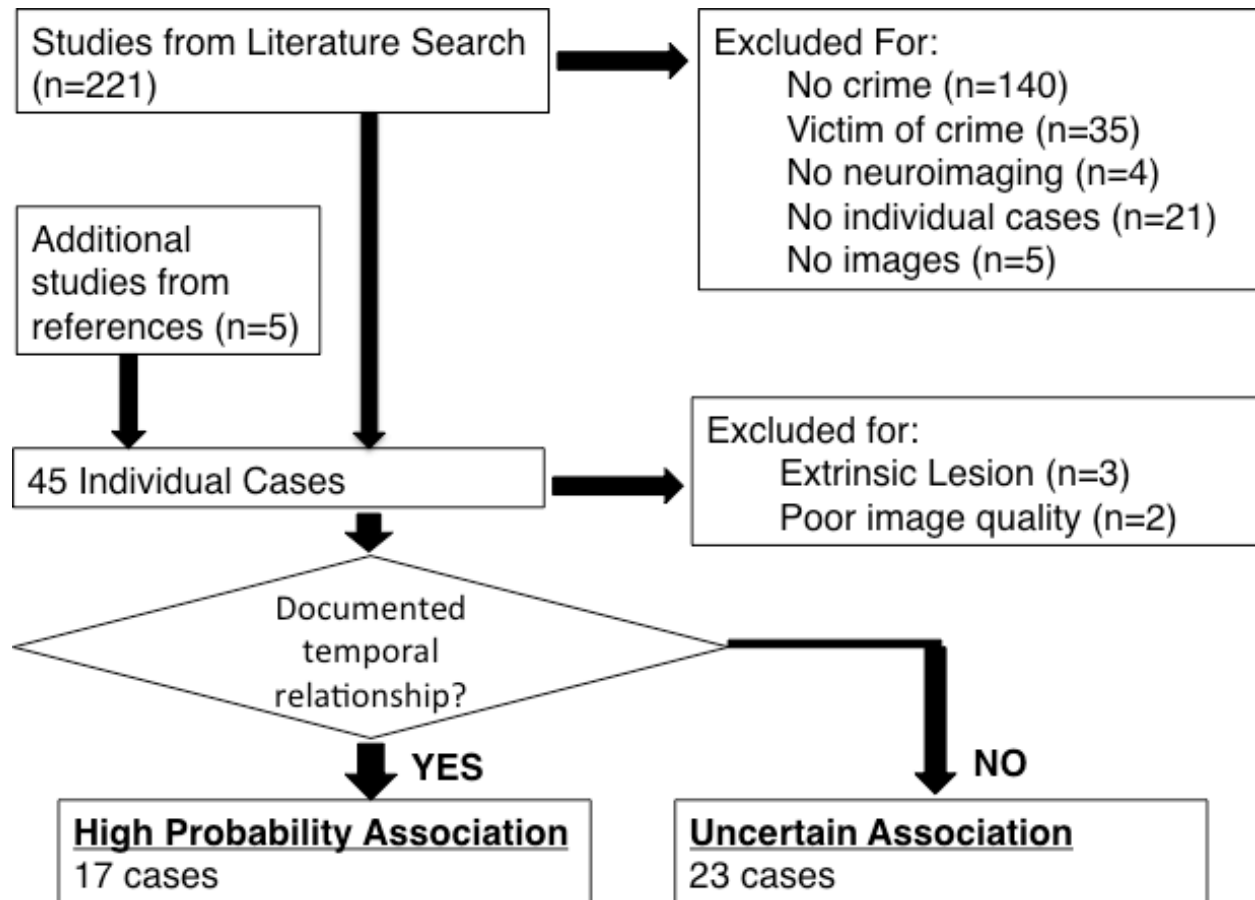 Studies from Literature Search
(n=221)
Excluded For:
No crime (n=140)
Victim of crime (n=35)
No neuroimaging (n=4)
No individual cases (n=21)
No images (n=5)
Additional
studies from
references (n=5)
45 Individual Cases
Excluded for:
Extrinsic Lesion (n=3)
Poor image quality (n=2)
Documented
temporal
relationship?
YES
NO
High Probability Association
17 cases
Uncertain Association
23 cases